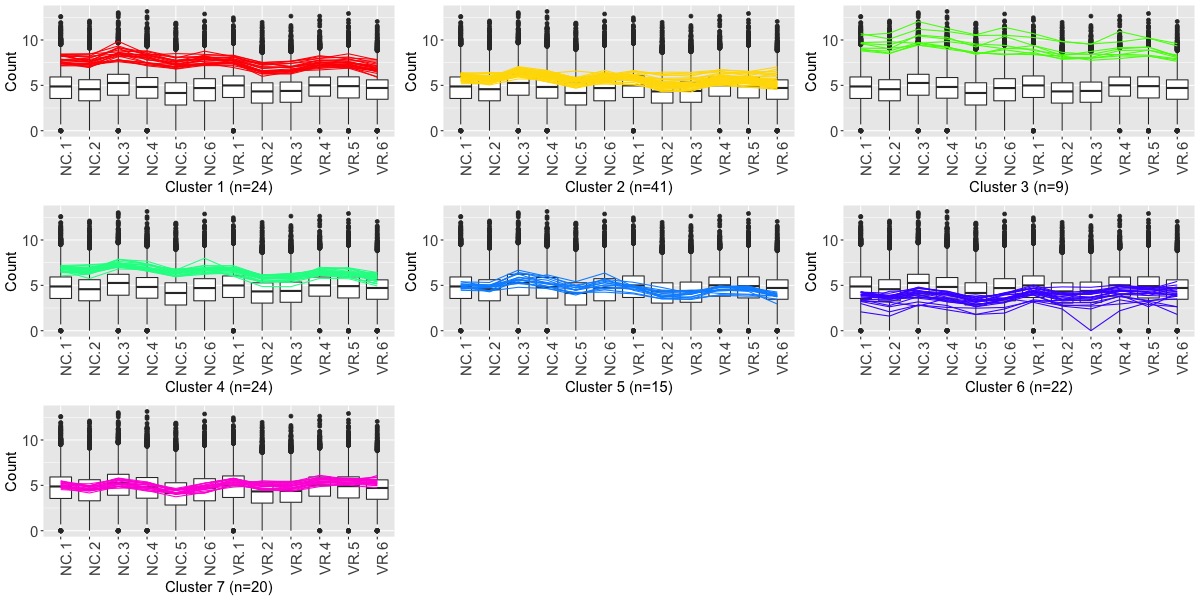 Count
10
5
0
NC.1 NC.2 NC.3 NC.4 NC.5 NC.6 VR.1 VR.2 VR.3 VR.4 VR.5 VR.6
Cluster 1 (n=24)
Count
10
5
0
NC.1 NC.2 NC.3 NC.4 NC.5 NC.6 VR.1 VR.2 VR.3 VR.4 VR.5 VR.6
Cluster 2 (n=41)
Count
10
5
0
NC.1 NC.2 NC.3 NC.4 NC.5 NC.6 VR.1 VR.2 VR.3 VR.4 VR.5 VR.6
Cluster 3 (n=9)
Count
10
5
0
NC.1 NC.2 NC.3 NC.4 NC.5 NC.6 VR.1 VR.2 VR.3 VR.4 VR.5 VR.6
Cluster 4 (n=24)
Count
10
5
0
NC.1 NC.2 NC.3 NC.4 NC.5 NC.6 VR.1 VR.2 VR.3 VR.4 VR.5 VR.6
Cluster 5 (n=15)
Count
10
5
0
NC.1 NC.2 NC.3 NC.4 NC.5 NC.6 VR.1 VR.2 VR.3 VR.4 VR.5 VR.6
Cluster 6 (n=22)
Count
10
5
0
NC.1 NC.2 NC.3 NC.4 NC.5 NC.6 VR.1 VR.2 VR.3 VR.4 VR.5 VR.6
Cluster 7 (n=20)